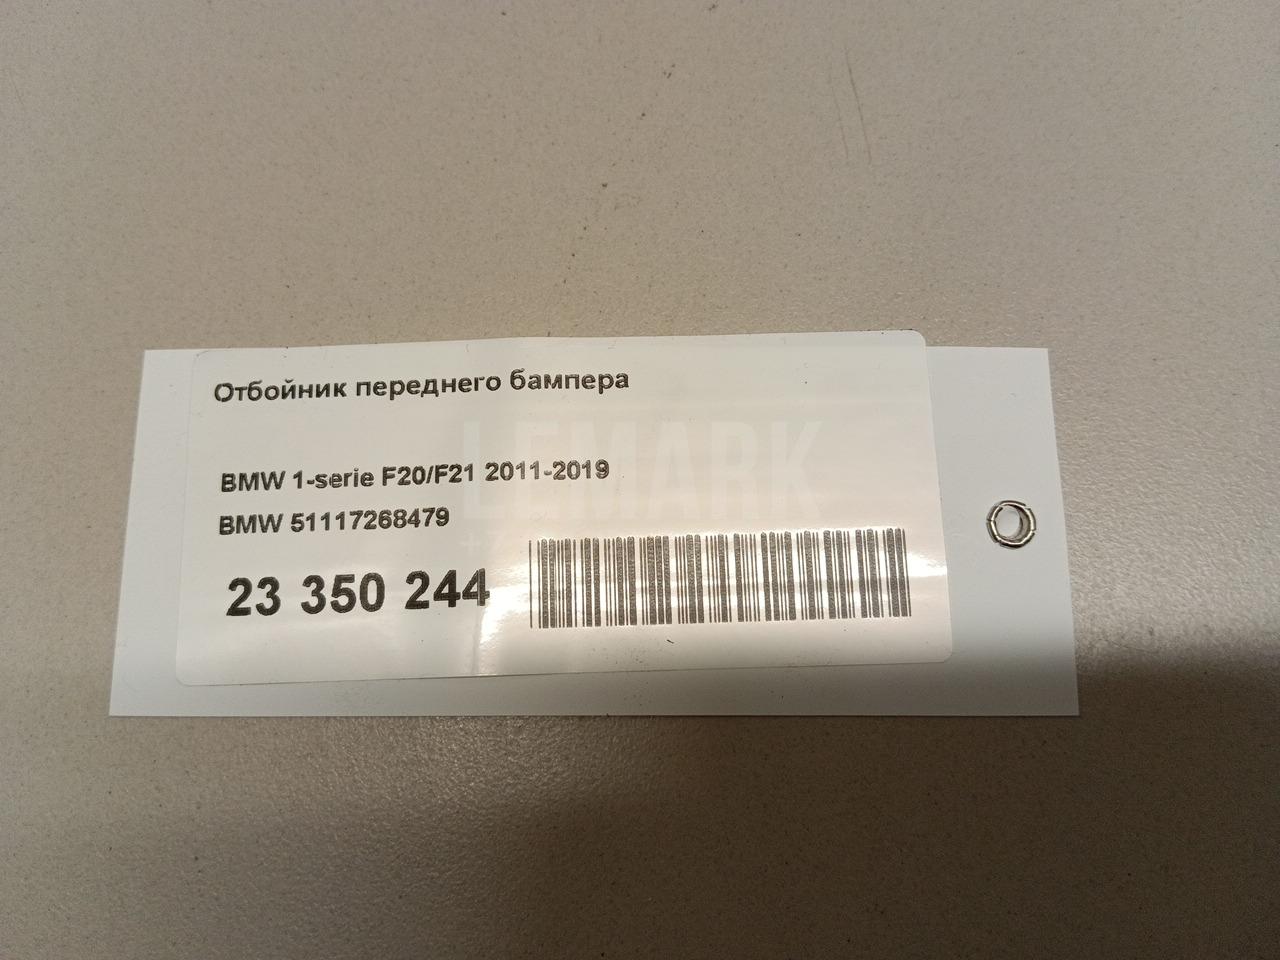 Отбойник переднего бампера
LEMARK
BMW 1-serie F20/F21 2011-2019
BMW 51117268479
23 350 244